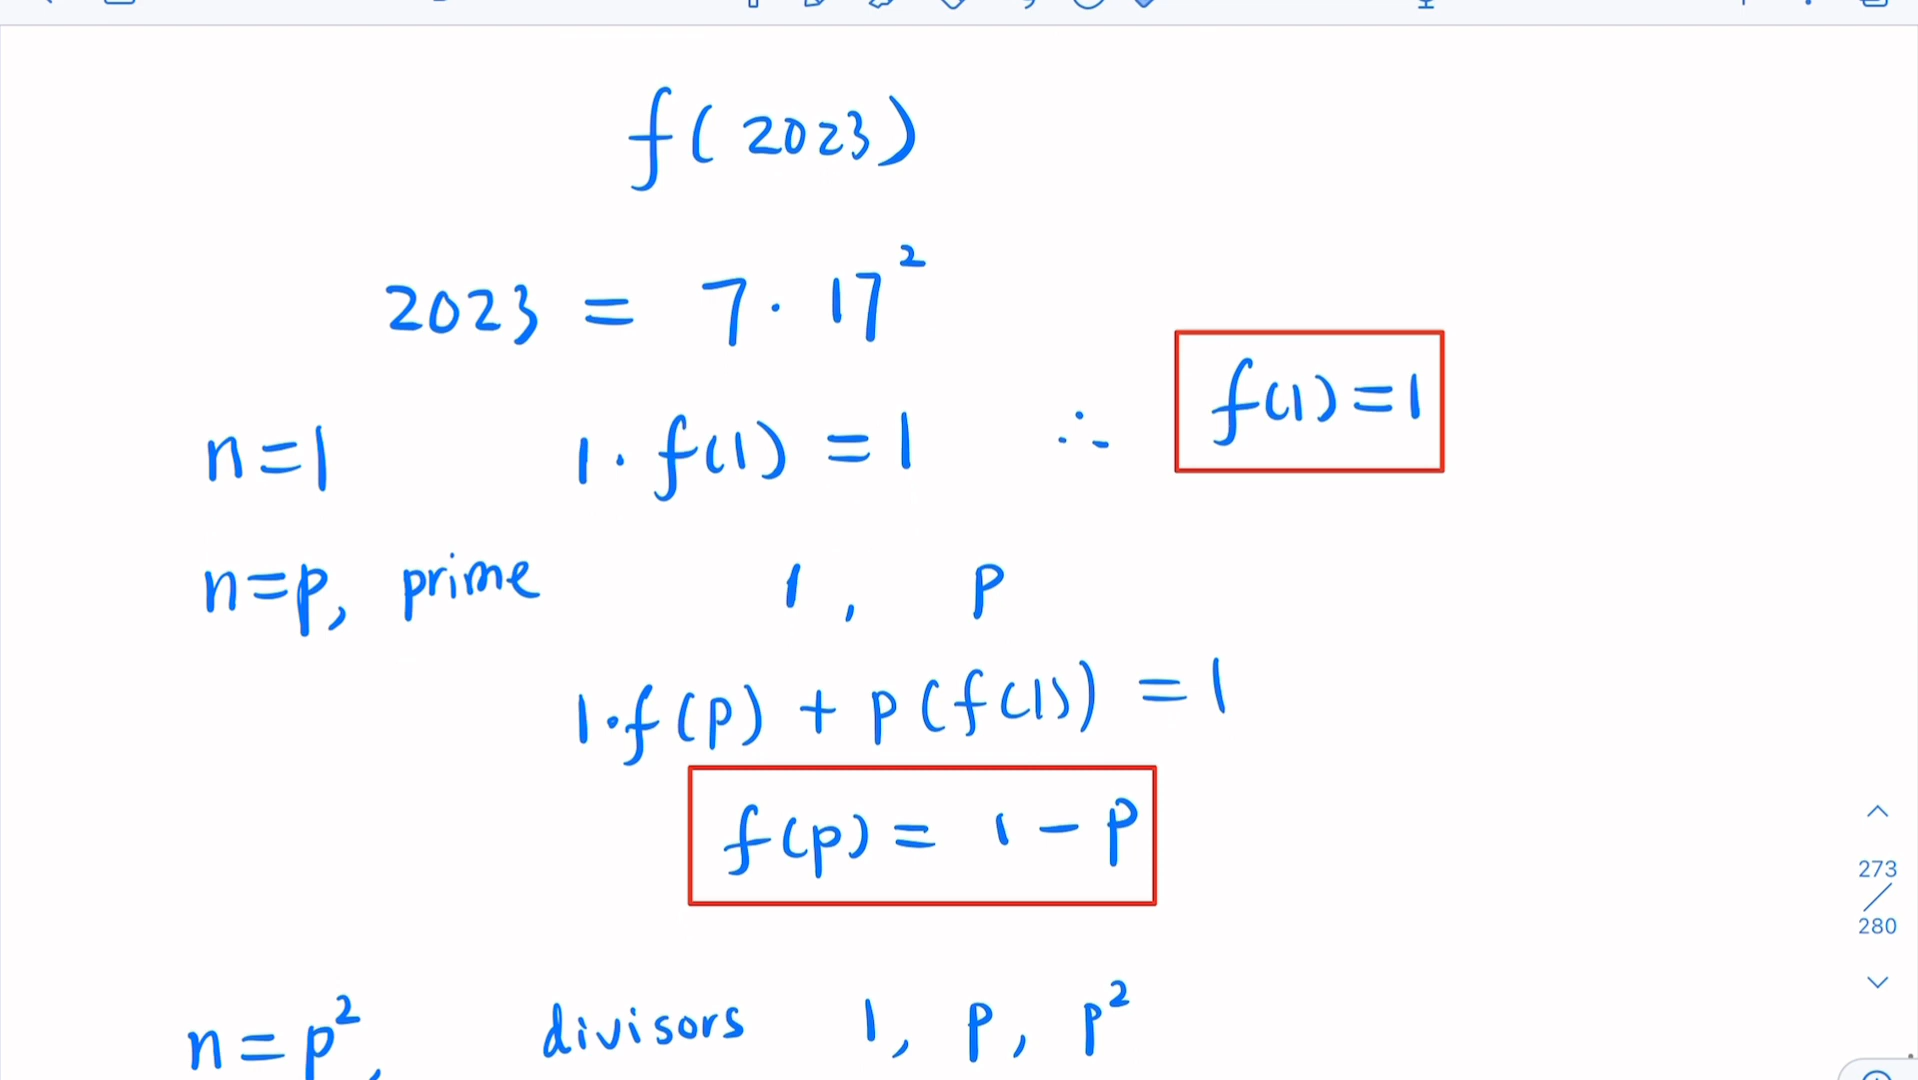 f(2023)
2023 = 7·17²
n=1 1·f(1) = 1 ∴ f(1)=1
n=p, prime 1, p
1·f(p) + p(f(1)) = 1
f(p) = 1-p
n=p², divisors 1, p, p²
273
/
280